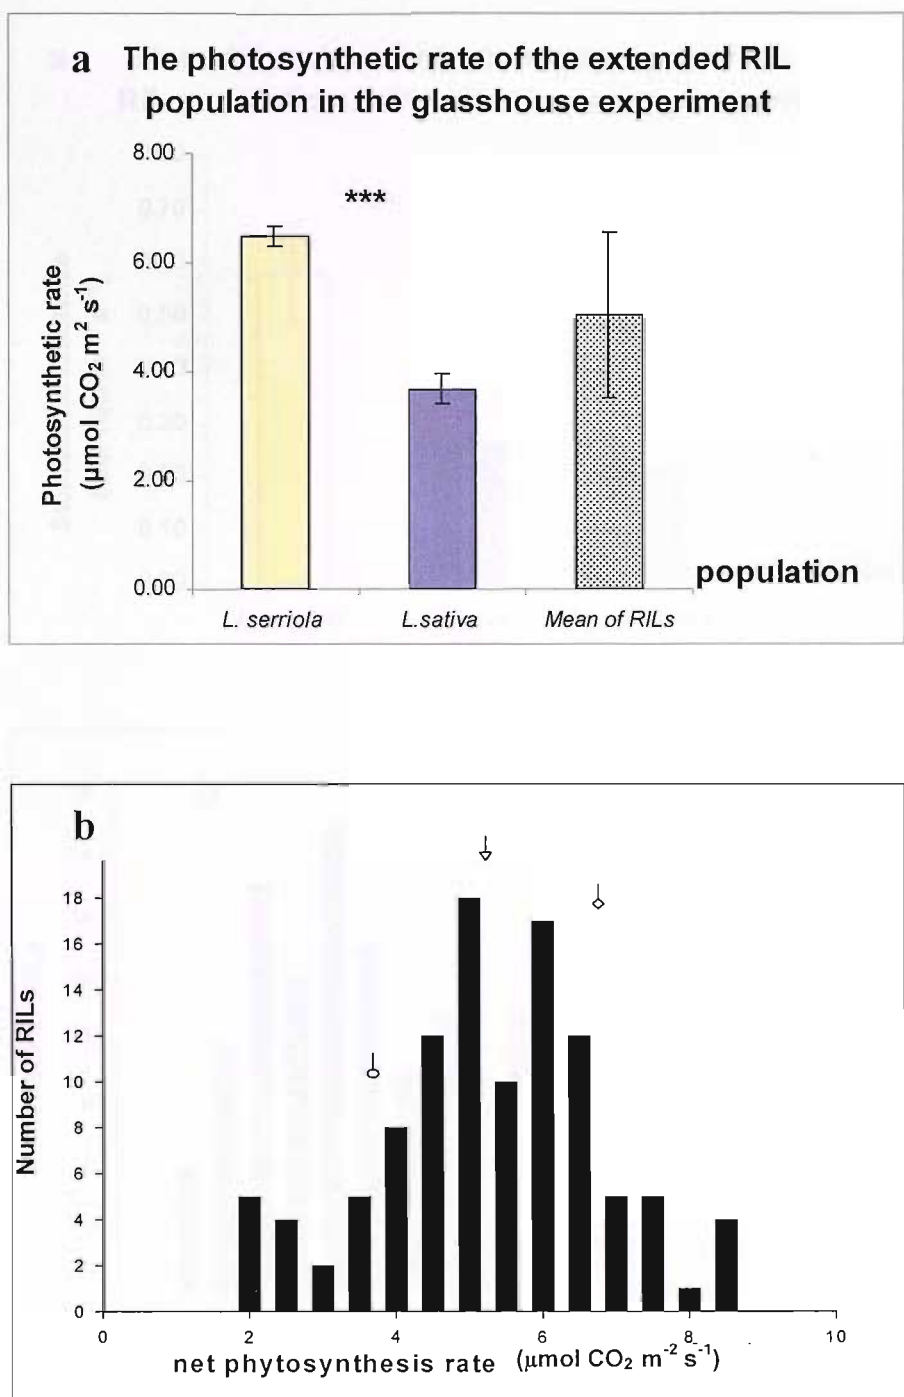 a The photosynthetic rate of the extended RIL
population in the glasshouse experiment
8.00
***
6.00
4.00
2.00
0.00
Photosynthetic rate
(µmol CO₂ m² s⁻¹)
population
L. serriola L.sativa Mean of RILs
b
18
16
14
12
10
8
6
4
2
0
Number of RILs
0 2 4 6 8 10
net phytosynthesis rate (µmol CO₂ m⁻² s⁻¹)